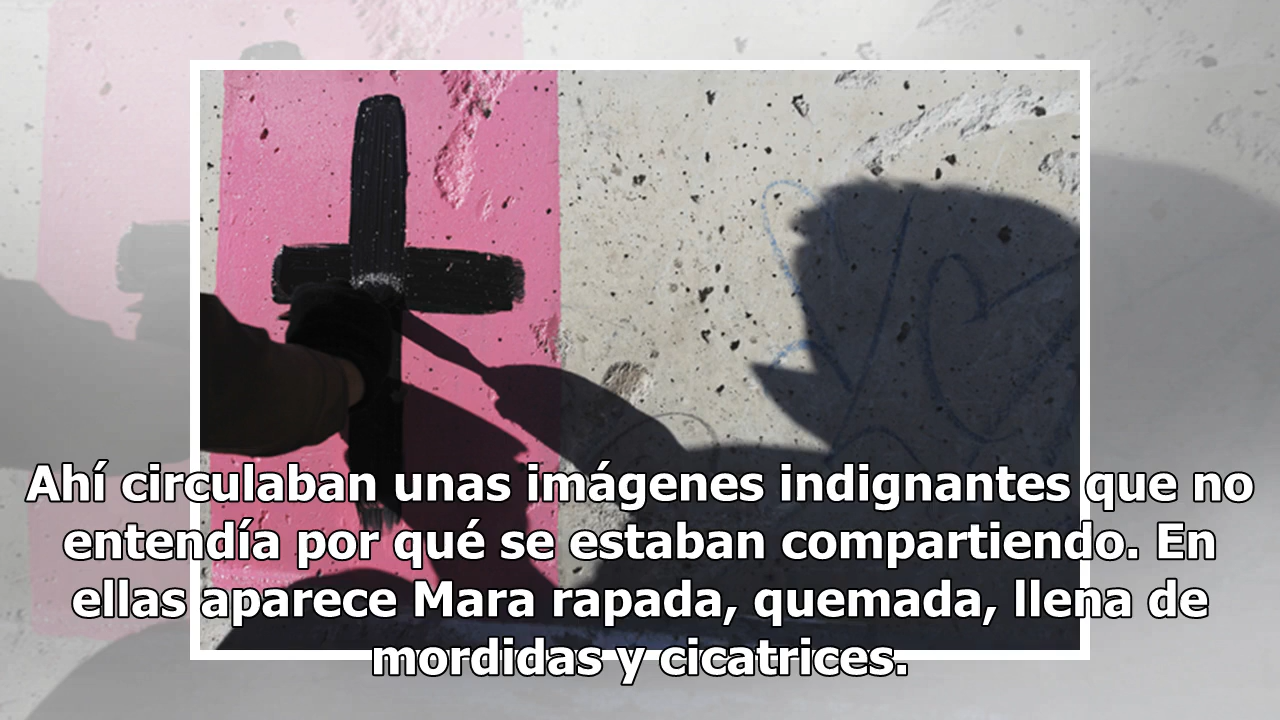 Ahí circulaban unas imágenes indignantes que no
entendía por qué se estaban compartiendo. En
ellas aparece Mara rapada, quemada, llena de
mordidas y cicatrices.